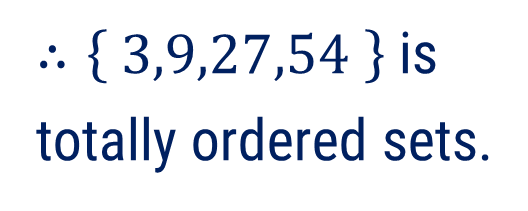 ∴ { 3,9,27,54 } is
totally ordered sets.